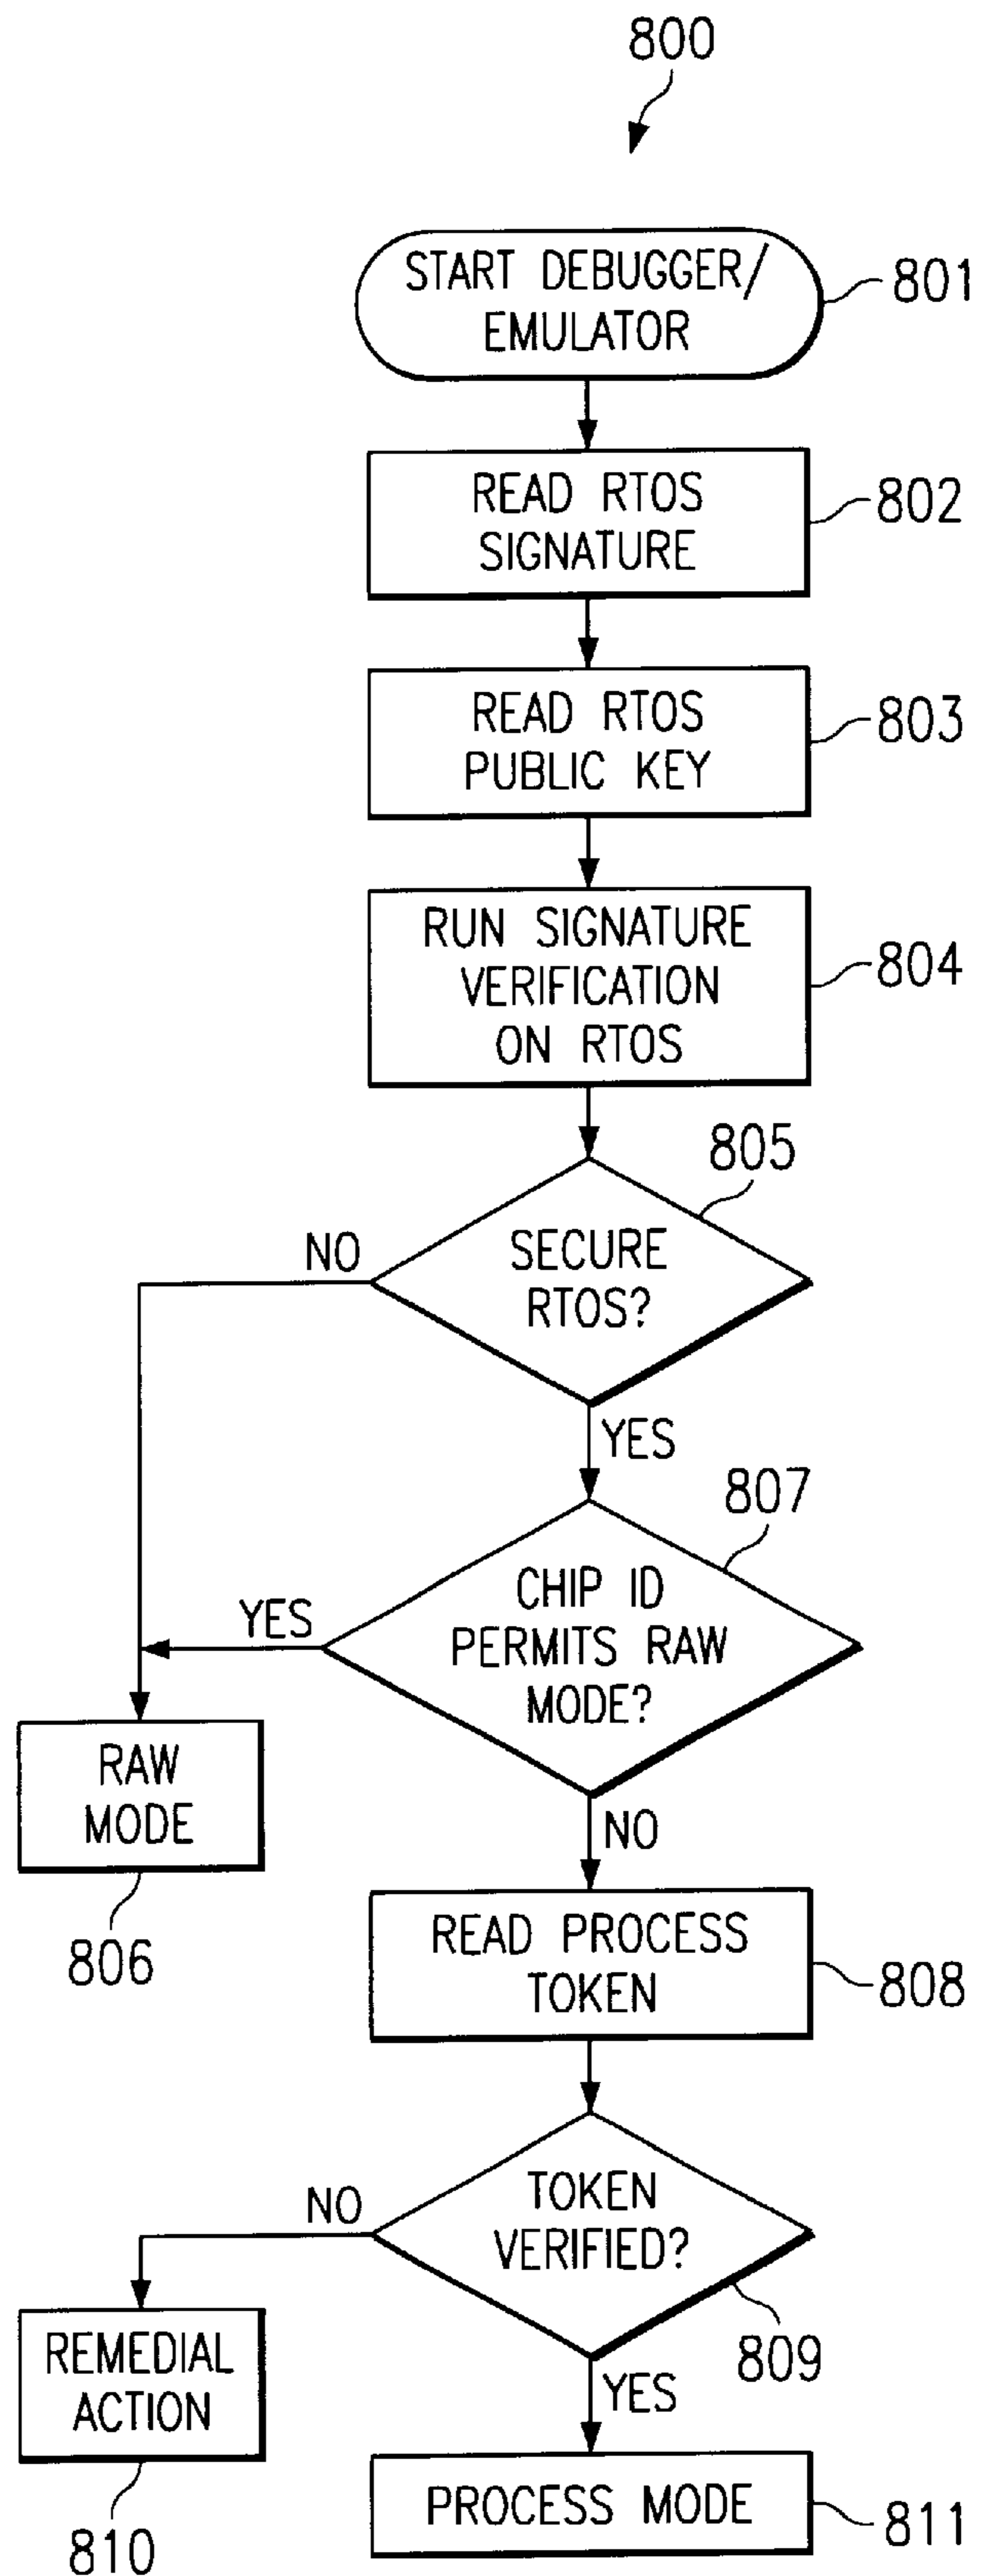 800
START DEBUGGER/
EMULATOR
801
READ RTOS
SIGNATURE
802
READ RTOS
PUBLIC KEY
803
RUN SIGNATURE
VERIFICATION
ON RTOS
804
805
SECURE
RTOS?
NO
YES
807
CHIP ID
PERMITS RAW
MODE?
YES
RAW
MODE
806
NO
READ PROCESS
TOKEN
808
TOKEN
VERIFIED?
NO
809
REMEDIAL
ACTION
810
YES
PROCESS MODE
811